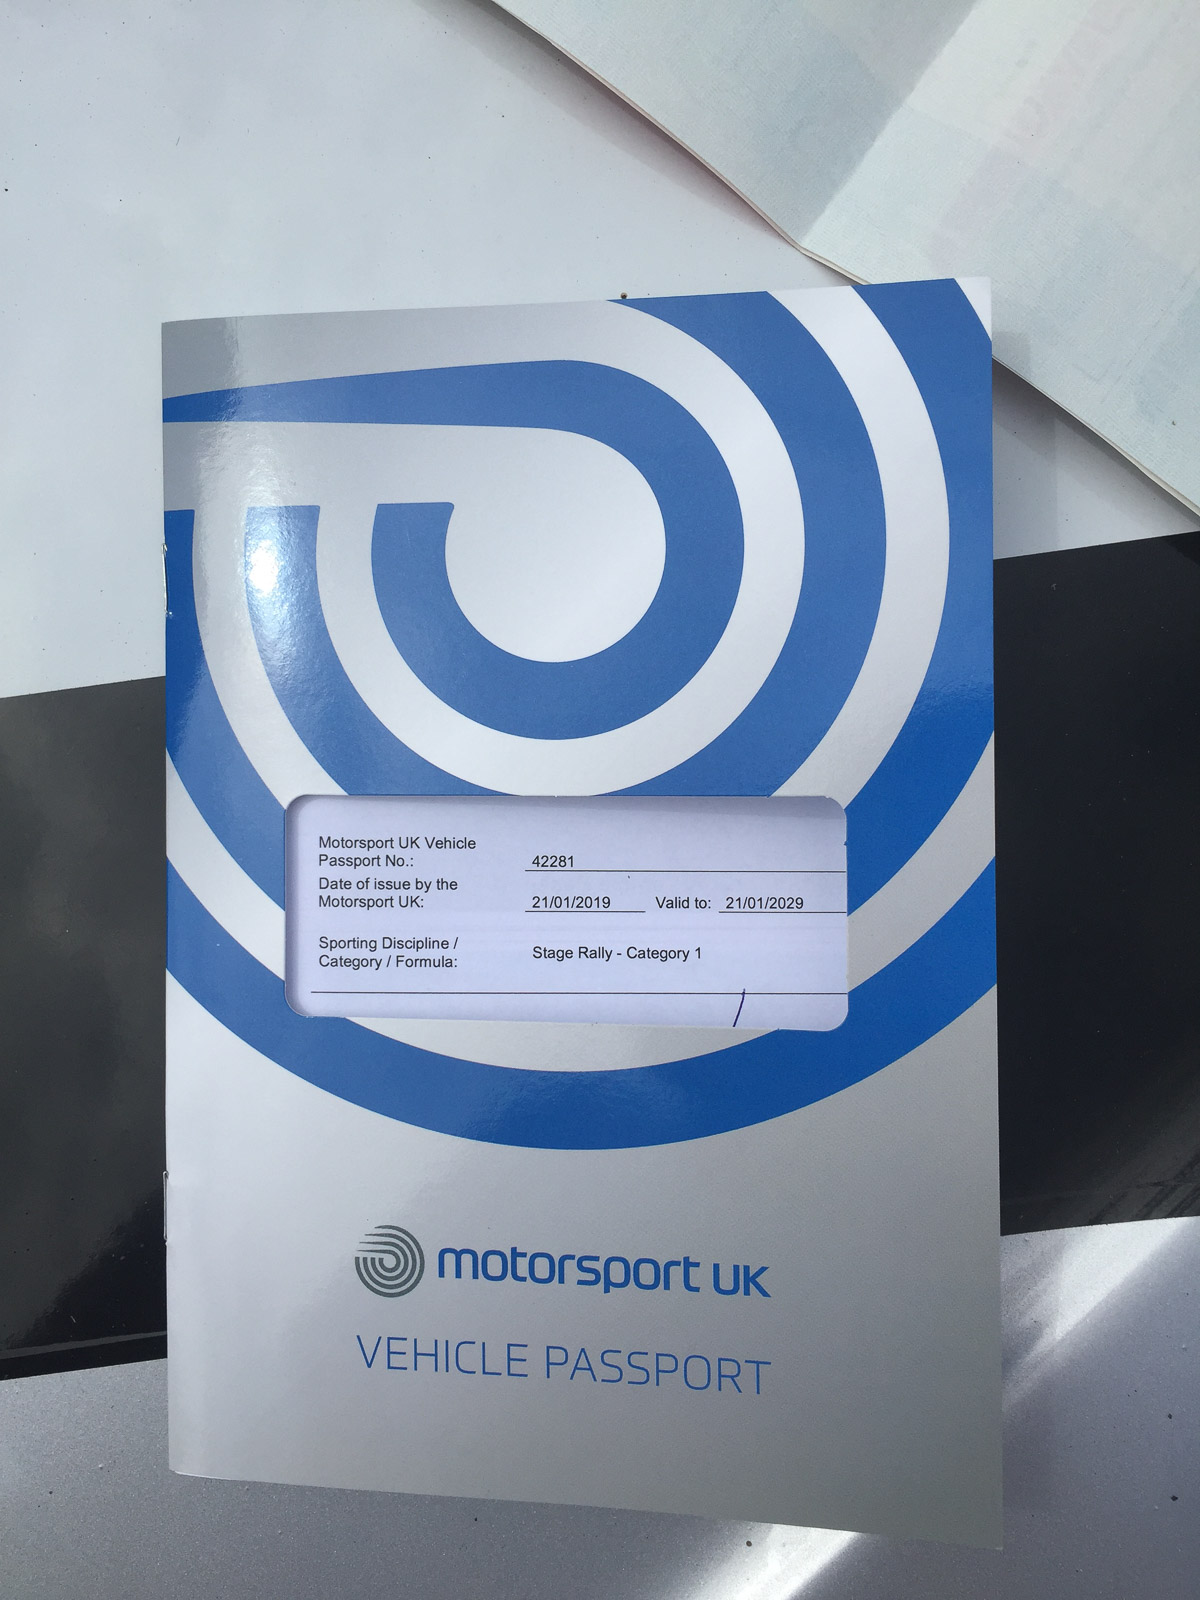 Motorsport UK Vehicle
Passport No.: 42281
Date of issue by the
Motorsport UK: 21/01/2019 Valid to: 21/01/2029
Sporting Discipline /
Category / Formula: Stage Rally - Category 1
motorsport UK
VEHICLE PASSPORT